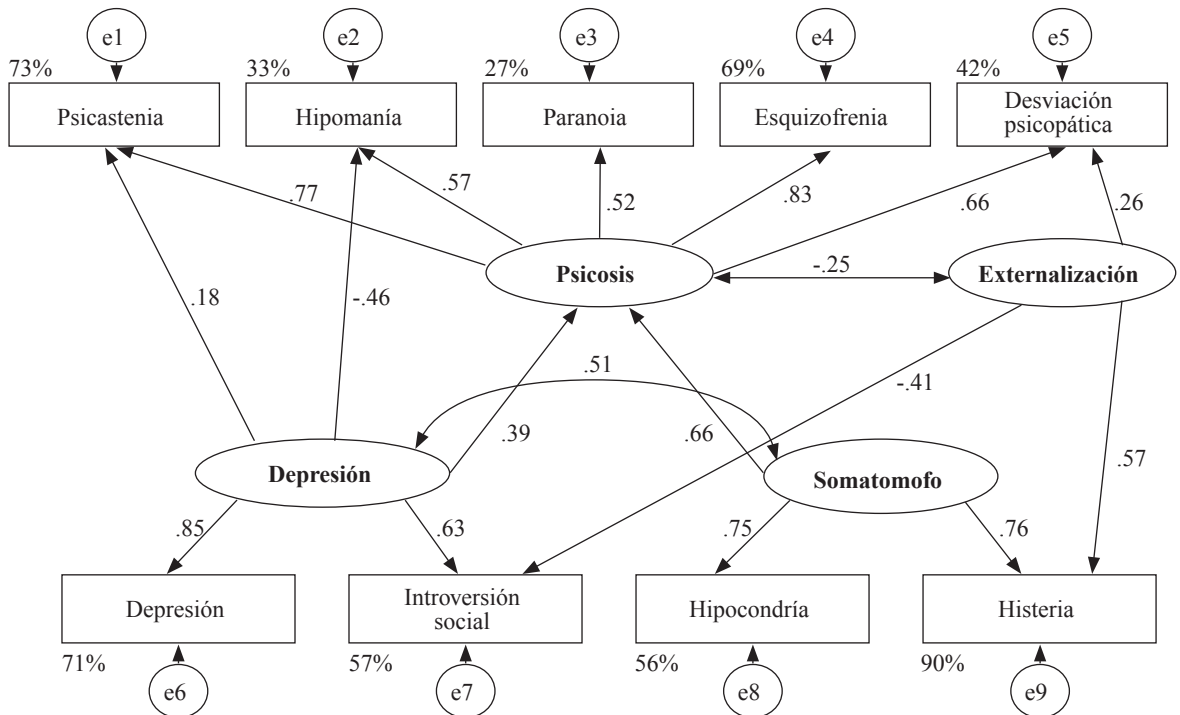 e1
e2
e3
e4
e5
73%
33%
27%
69%
42%
Psicastenia
Hipomanía
Paranoia
Esquizofrenia
Desviación
psicopática
.77
.57
.52
.83
.66
.26
Psicosis
-.25
Externalización
.18
-.46
.51
-.41
.39
.66
.57
Depresión
Somatomofo
.85
.63
.75
.76
Depresión
Introversión
social
Hipocondría
Histeria
71%
57%
56%
90%
e6
e7
e8
e9